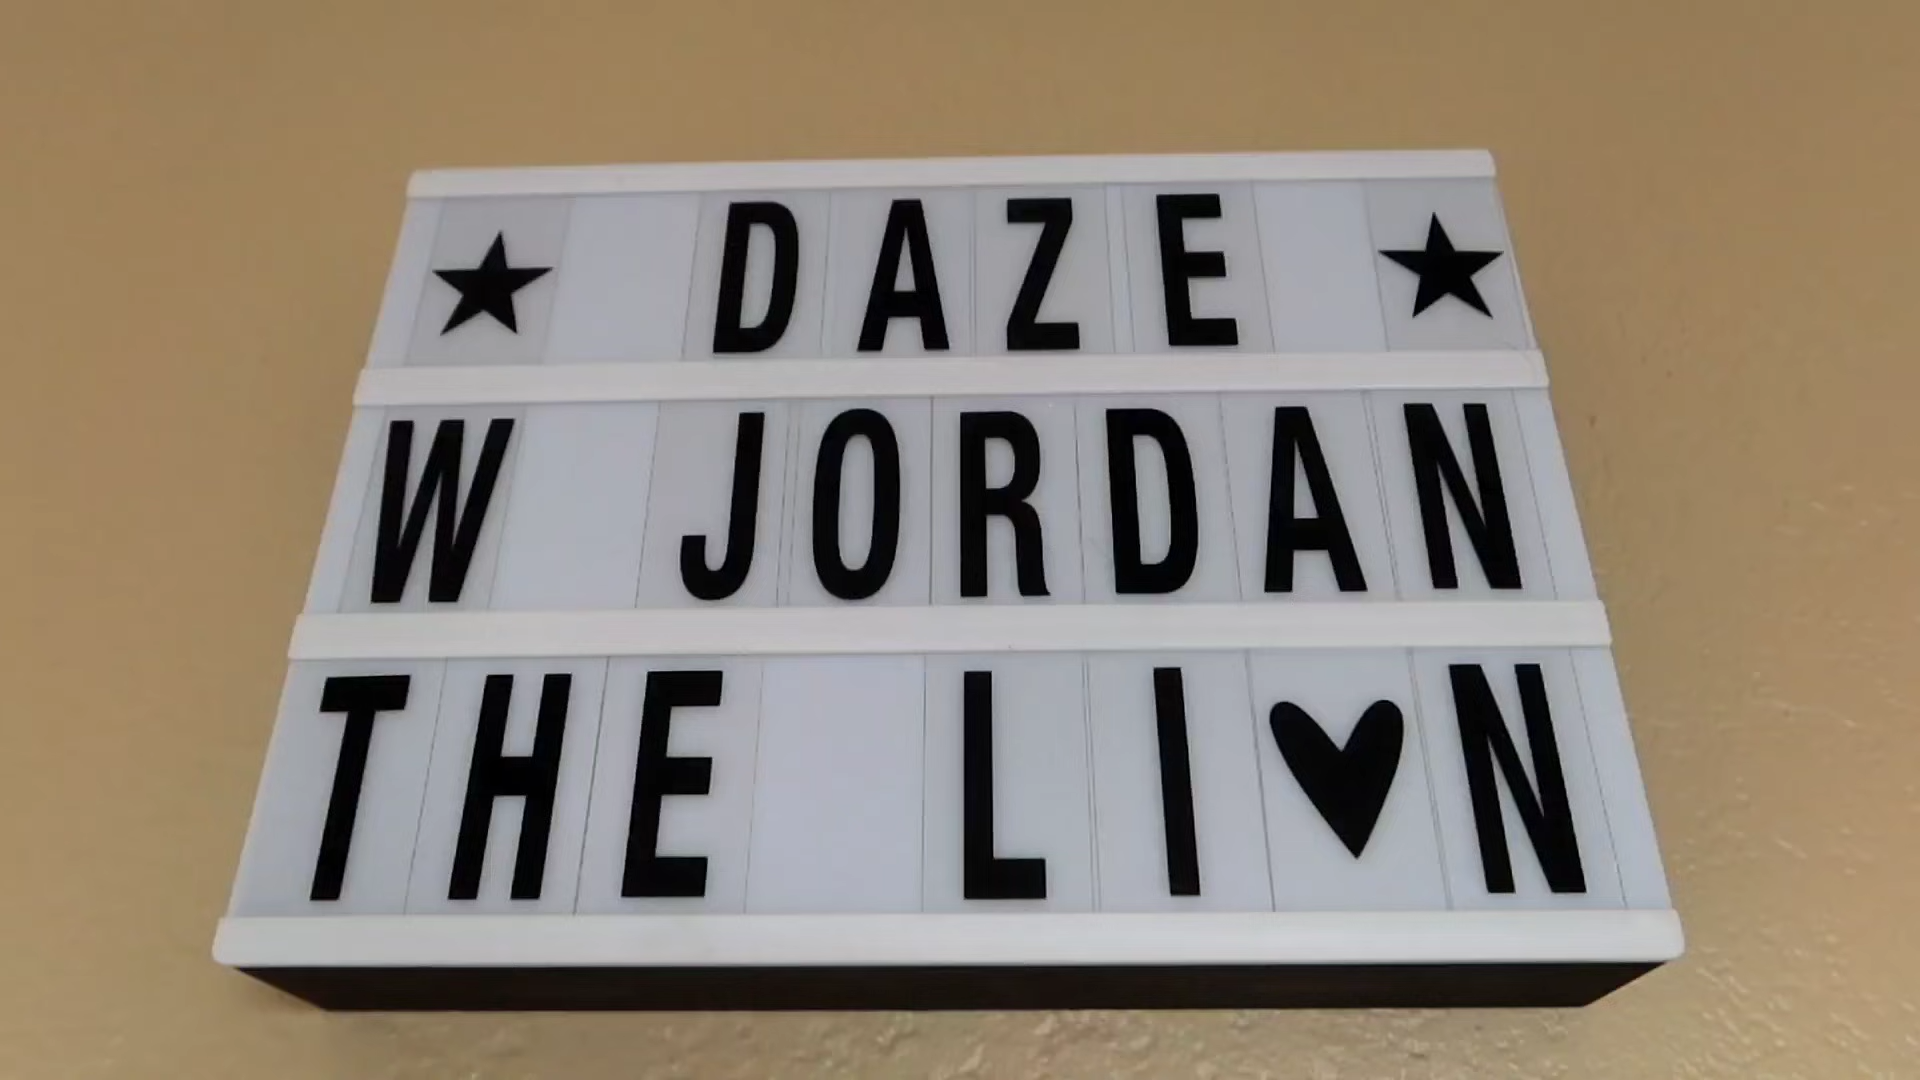 ★ DAZE ★
W JORDAN
THE LI♥N